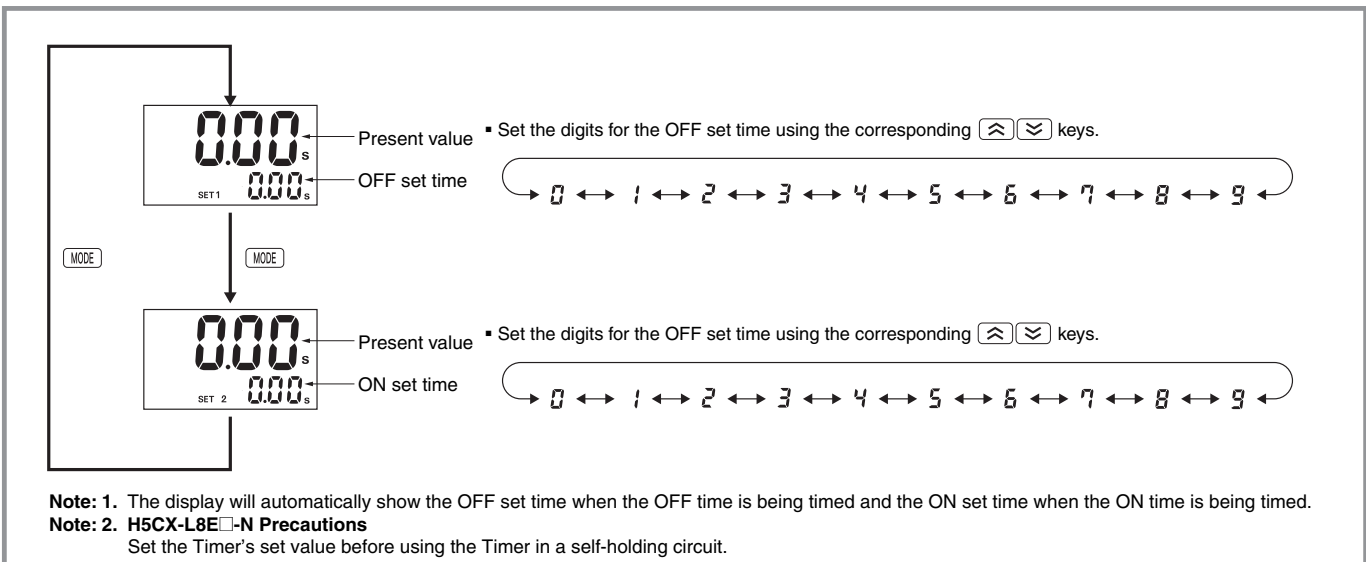 0.00 s
Present value
▪ Set the digits for the OFF set time using the corresponding keys.
SET 1 0.00 s
OFF set time
0 ↔ 1 ↔ 2 ↔ 3 ↔ 4 ↔ 5 ↔ 6 ↔ 7 ↔ 8 ↔ 9
MODE
MODE
0.00 s
Present value
▪ Set the digits for the OFF set time using the corresponding keys.
SET 2 0.00 s
ON set time
0 ↔ 1 ↔ 2 ↔ 3 ↔ 4 ↔ 5 ↔ 6 ↔ 7 ↔ 8 ↔ 9
Note: 1. The display will automatically show the OFF set time when the OFF time is being timed and the ON set time when the ON time is being timed.
Note: 2. H5CX-L8E□-N Precautions
Set the Timer's set value before using the Timer in a self-holding circuit.